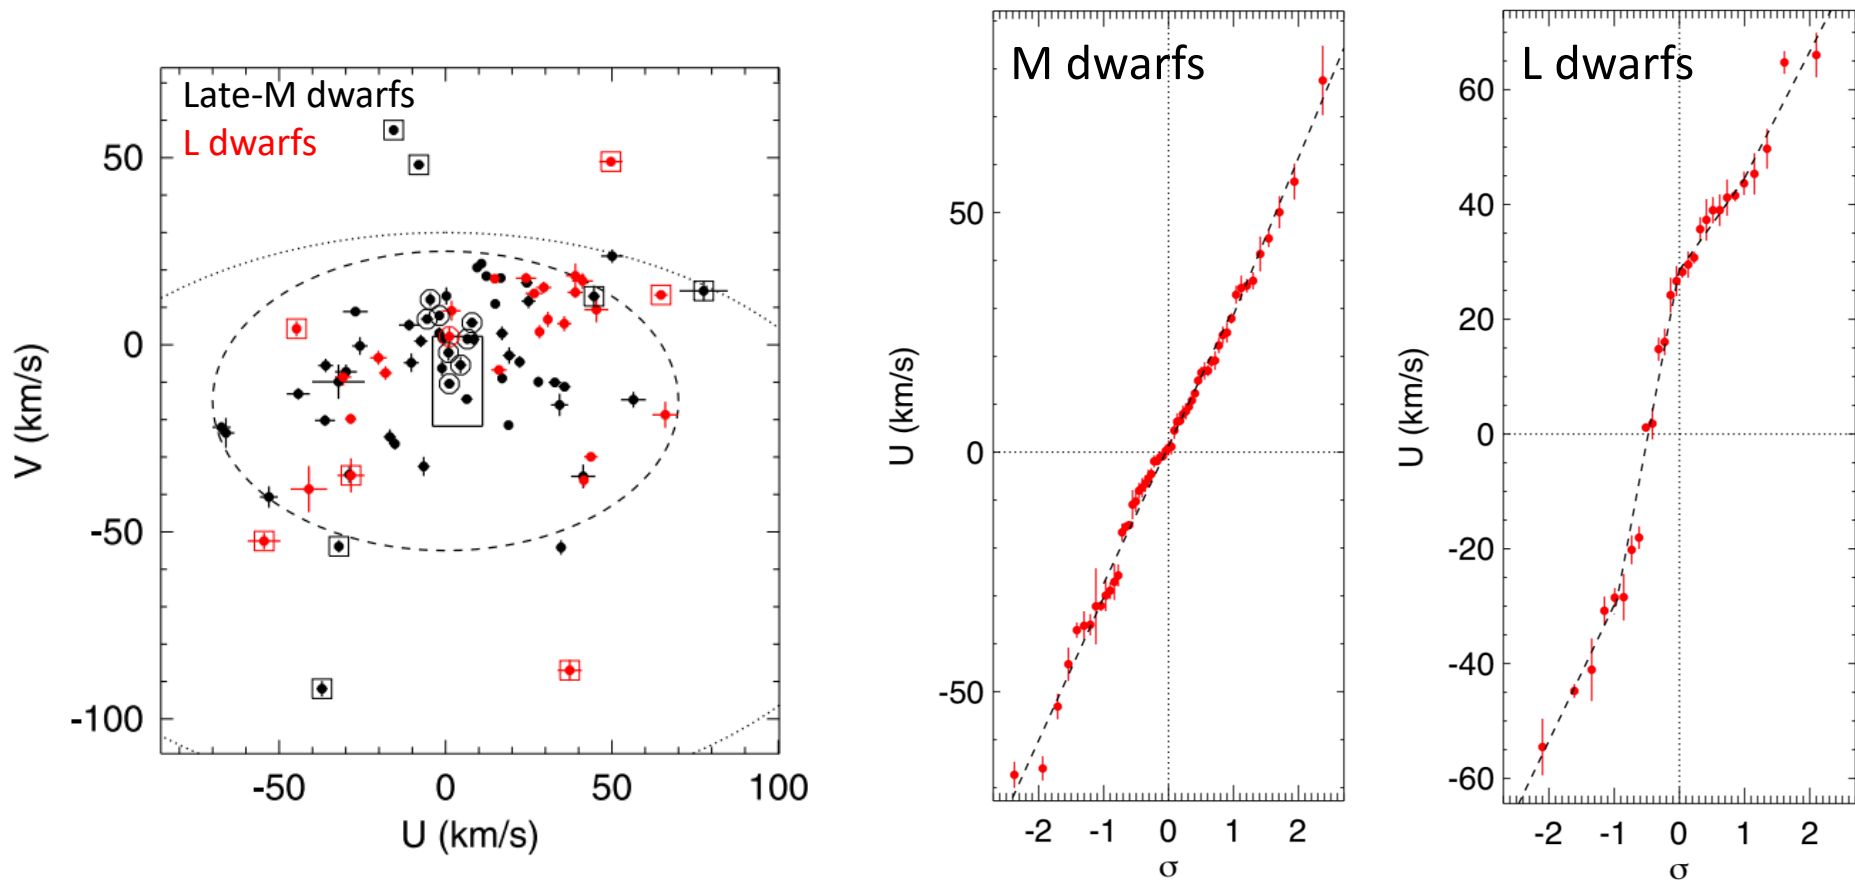 Late-M dwarfs
L dwarfs
50
0
-50
-100
V (km/s)
-50 0 50 100
U (km/s)
M dwarfs
50
0
-50
U (km/s)
-2 -1 0 1 2
σ
L dwarfs
60
40
20
0
-20
-40
-60
U (km/s)
-2 -1 0 1 2
σ